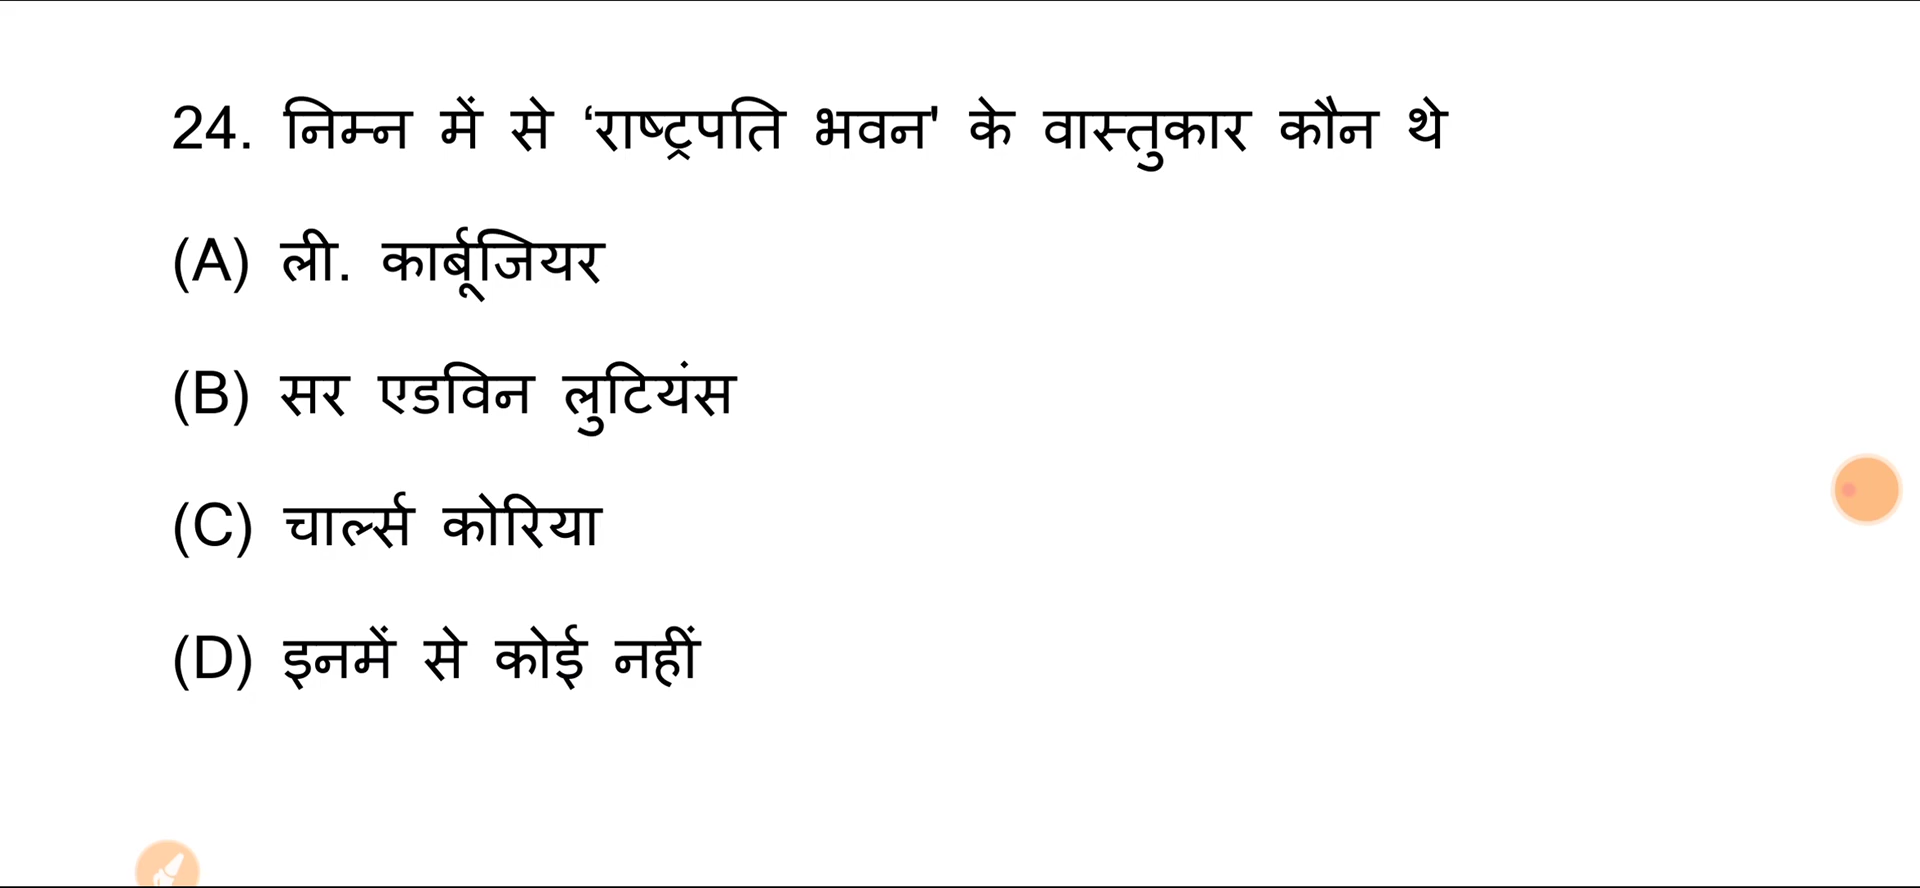 24. निम्न में से ‘राष्ट्रपति भवन' के वास्तुकार कौन थे
(A) ली. कार्बूजियर
(B) सर एडविन लुटियंस
(C) चार्ल्स कोरिया
(D) इनमें से कोई नहीं